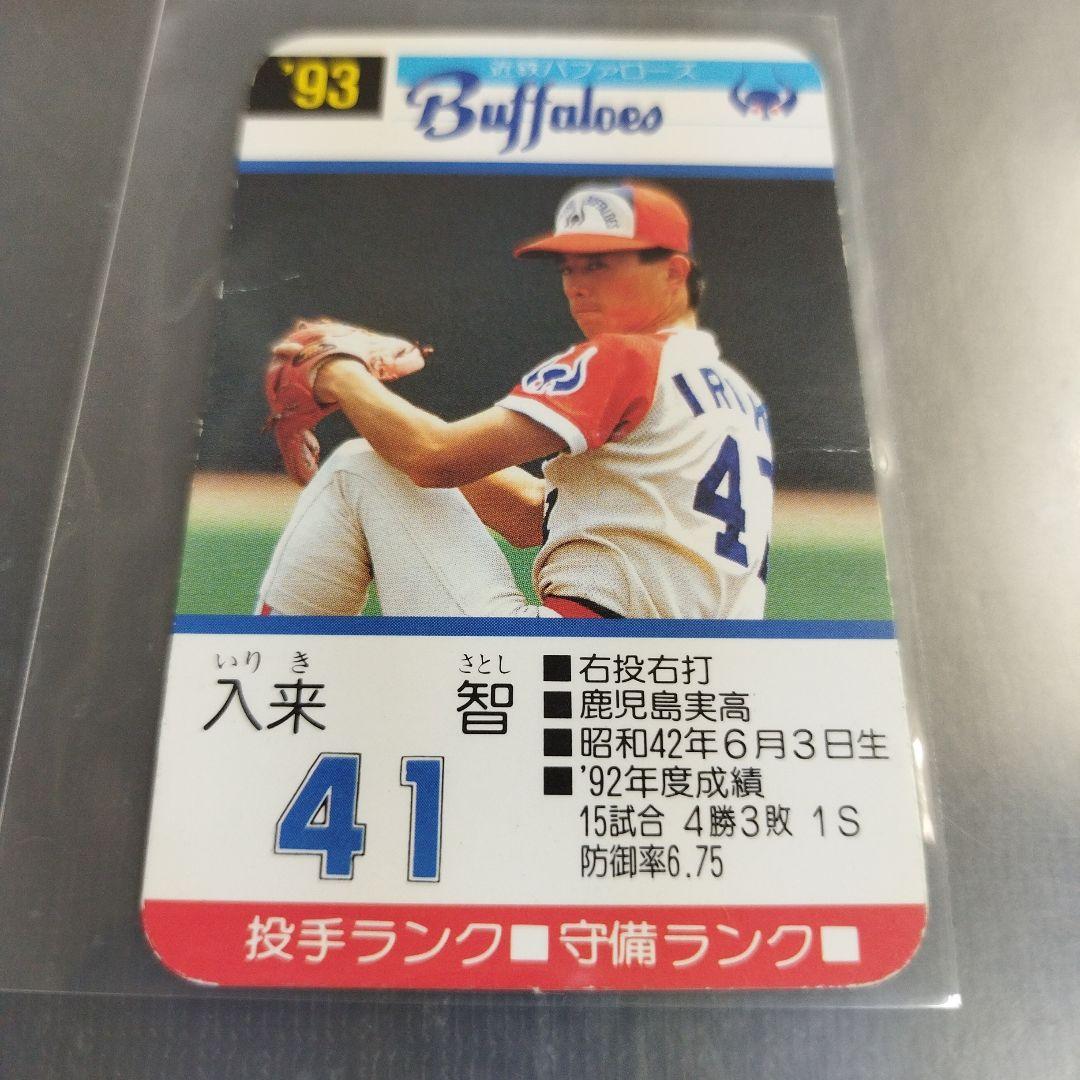 '93
近鉄バファローズ
Buffaloes
BUFFALOES
IRIK
47
いりき さとし
入来 智
41
■右投右打
■鹿児島実高
■昭和42年6月3日生
■'92年度成績
15試合 4勝3敗 1S
防御率6.75
投手ランク□ 守備ランク□